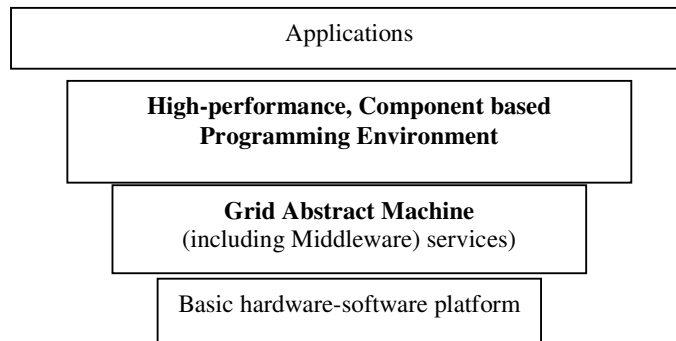 Applications
High-performance, Component based
Programming Environment
Grid Abstract Machine
(including Middleware) services)
Basic hardware-software platform